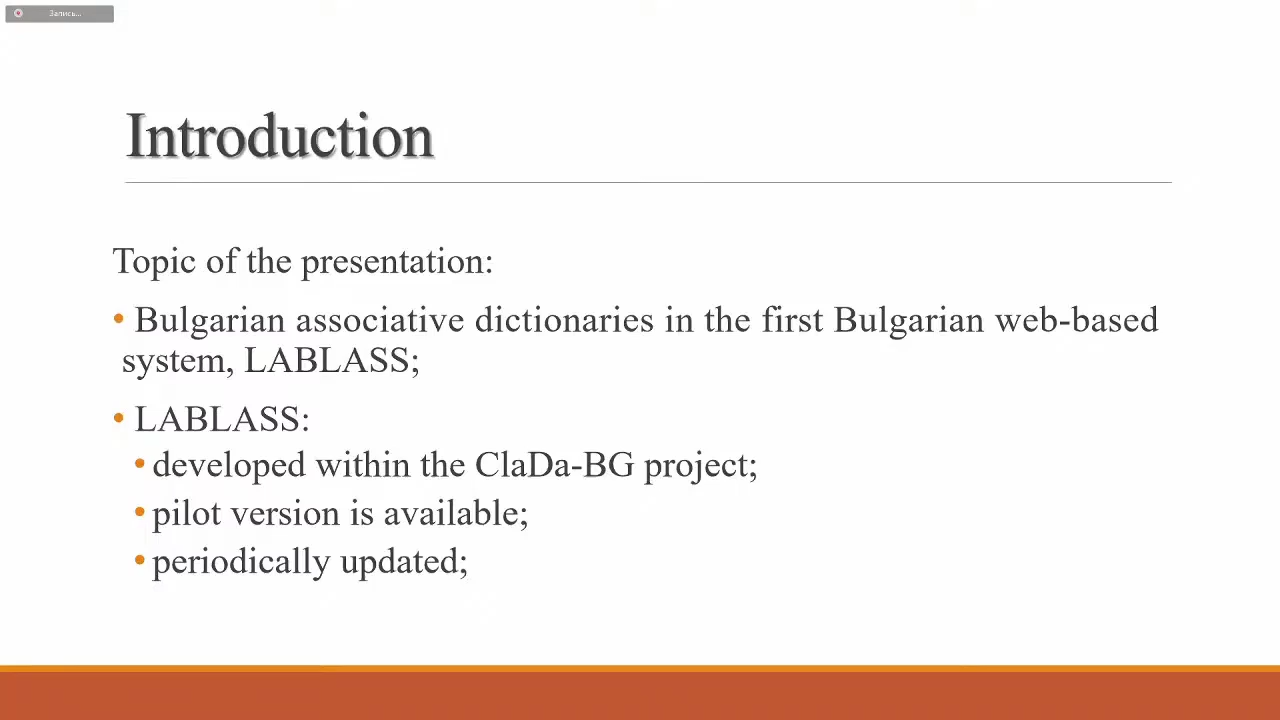 Запись...
Introduction
Topic of the presentation:
• Bulgarian associative dictionaries in the first Bulgarian web-based
system, LABLASS;
• LABLASS:
• developed within the ClaDa-BG project;
• pilot version is available;
• periodically updated;